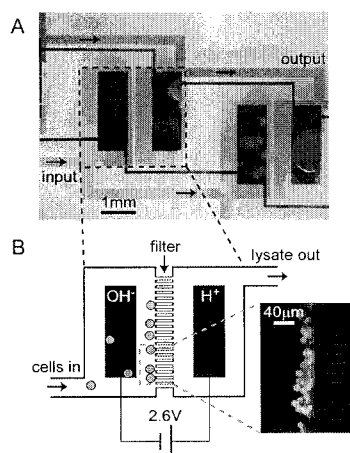 A
output
input
1mm
B
filter
lysate out
OH-
H+
40μm
cells in
2.6V